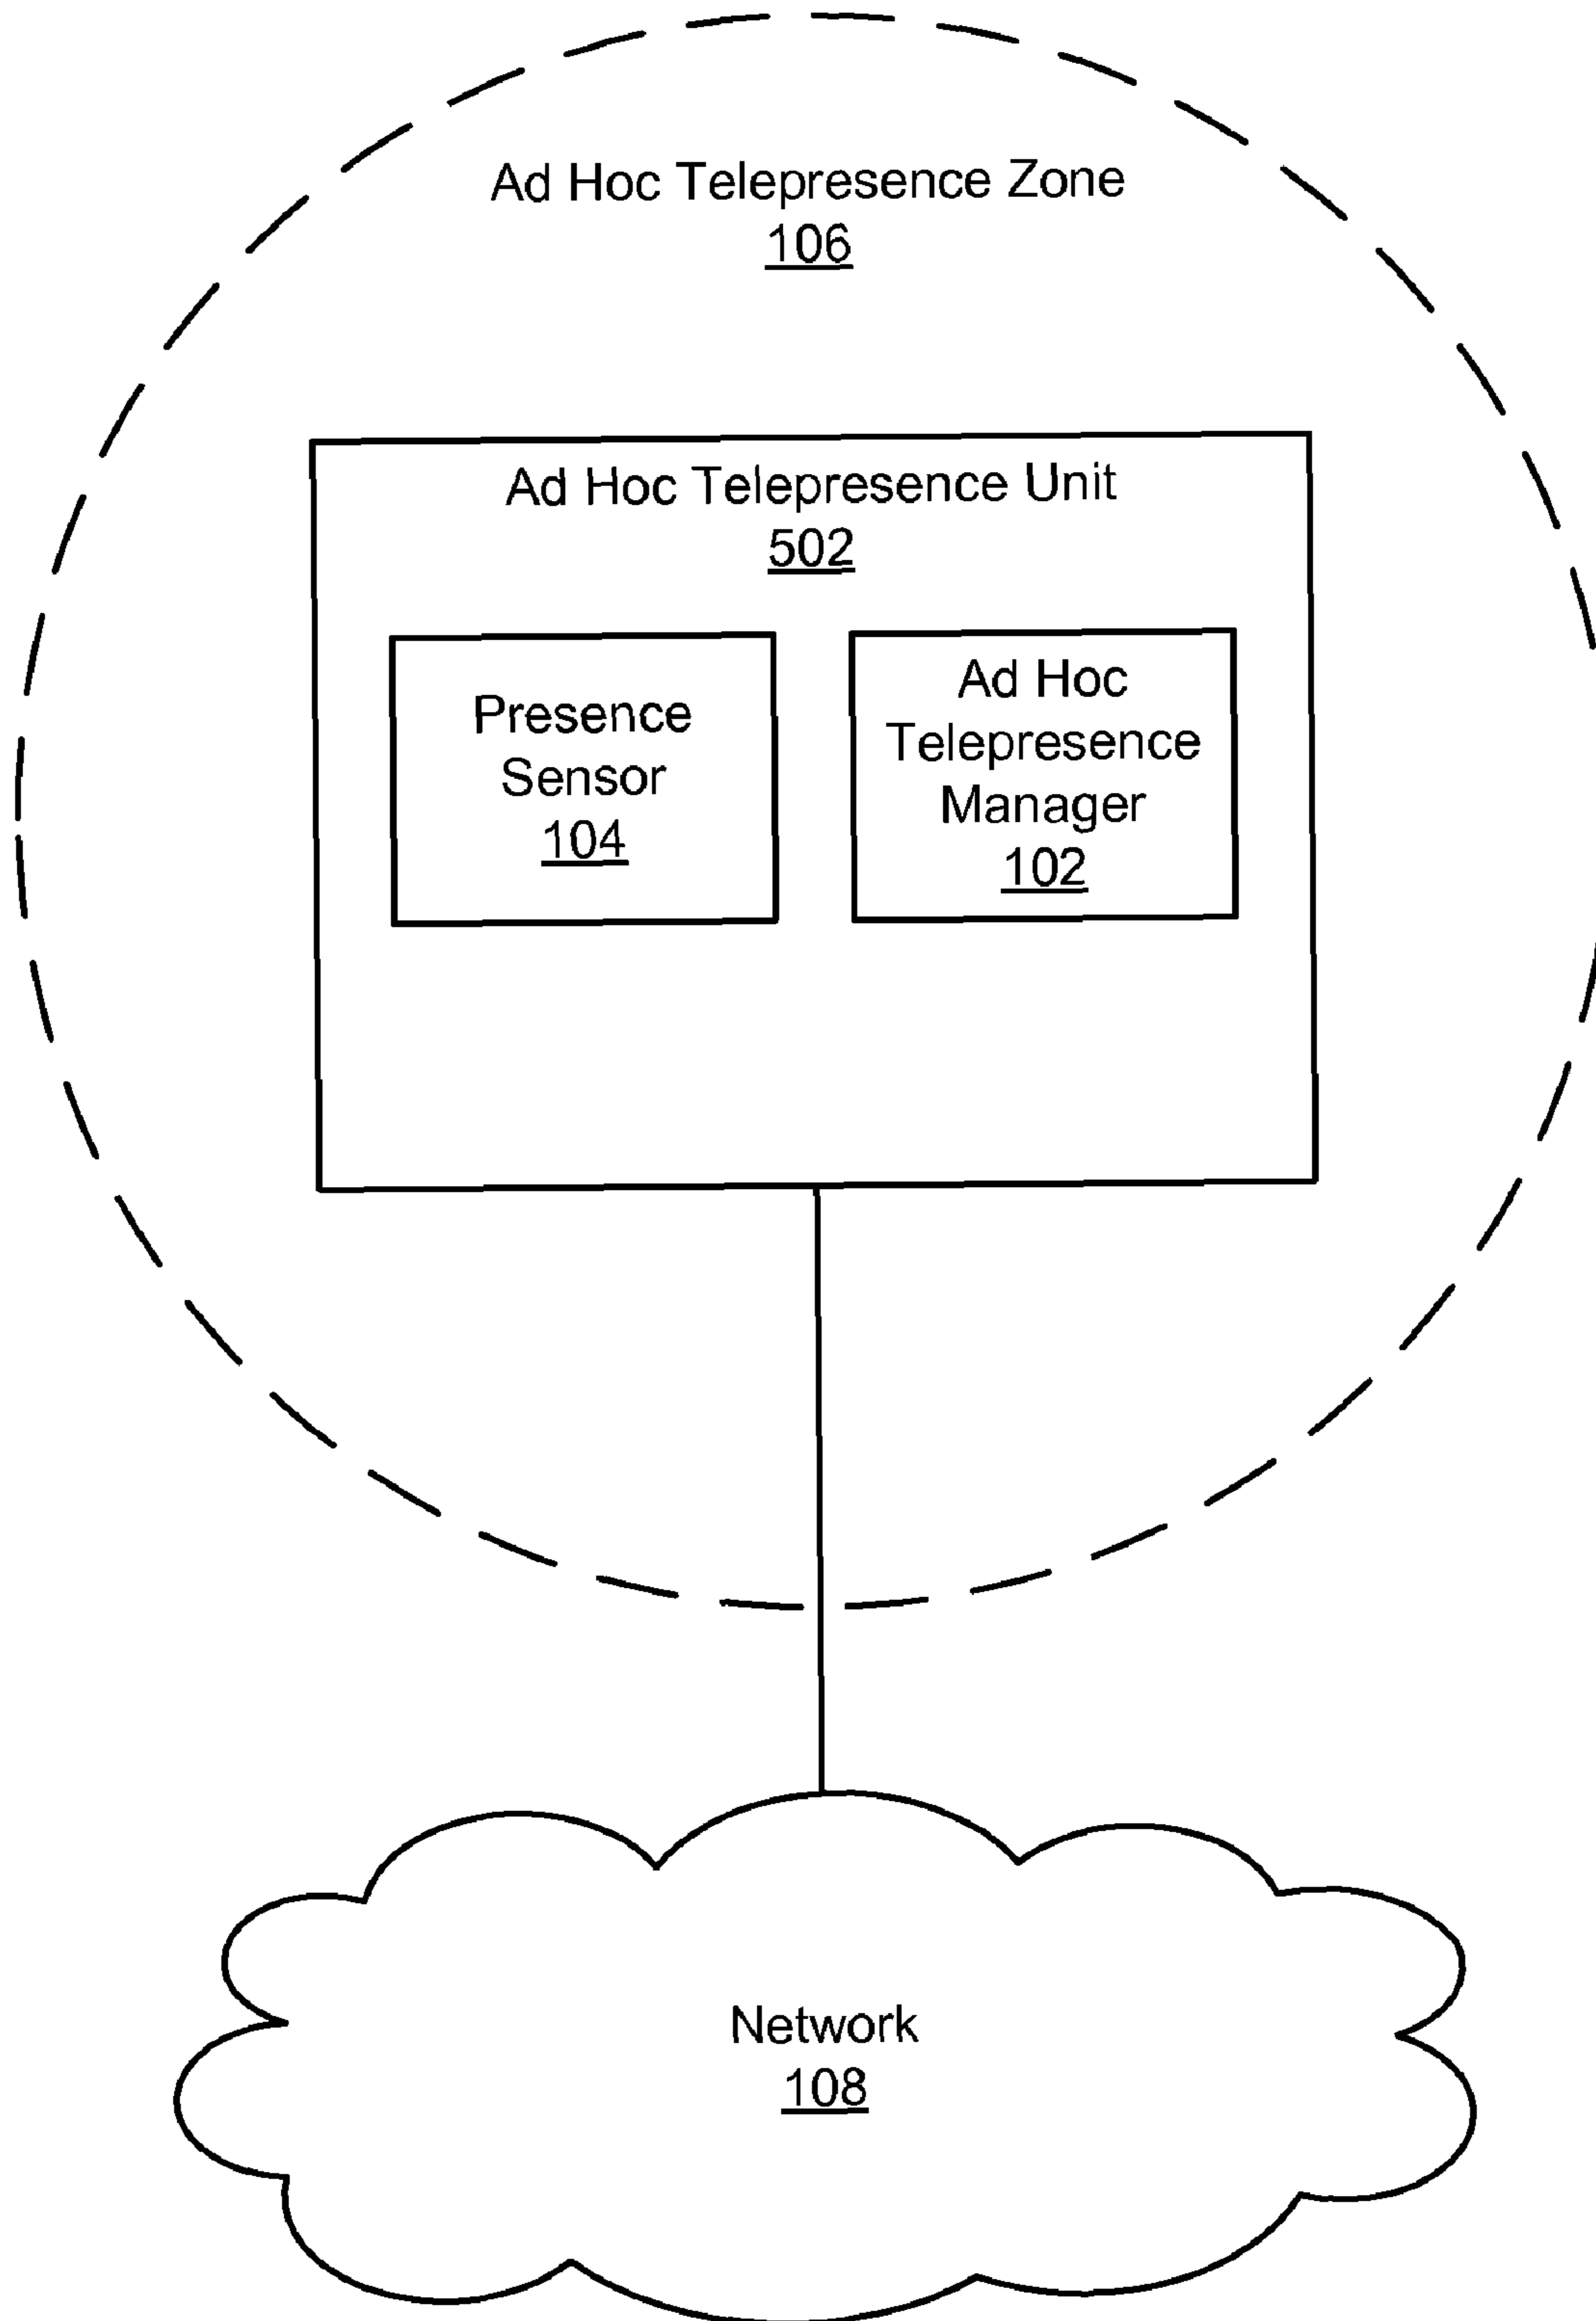 Ad Hoc Telepresence Zone
106
Ad Hoc Telepresence Unit
502
Presence
Sensor
104
Ad Hoc
Telepresence
Manager
102
Network
108